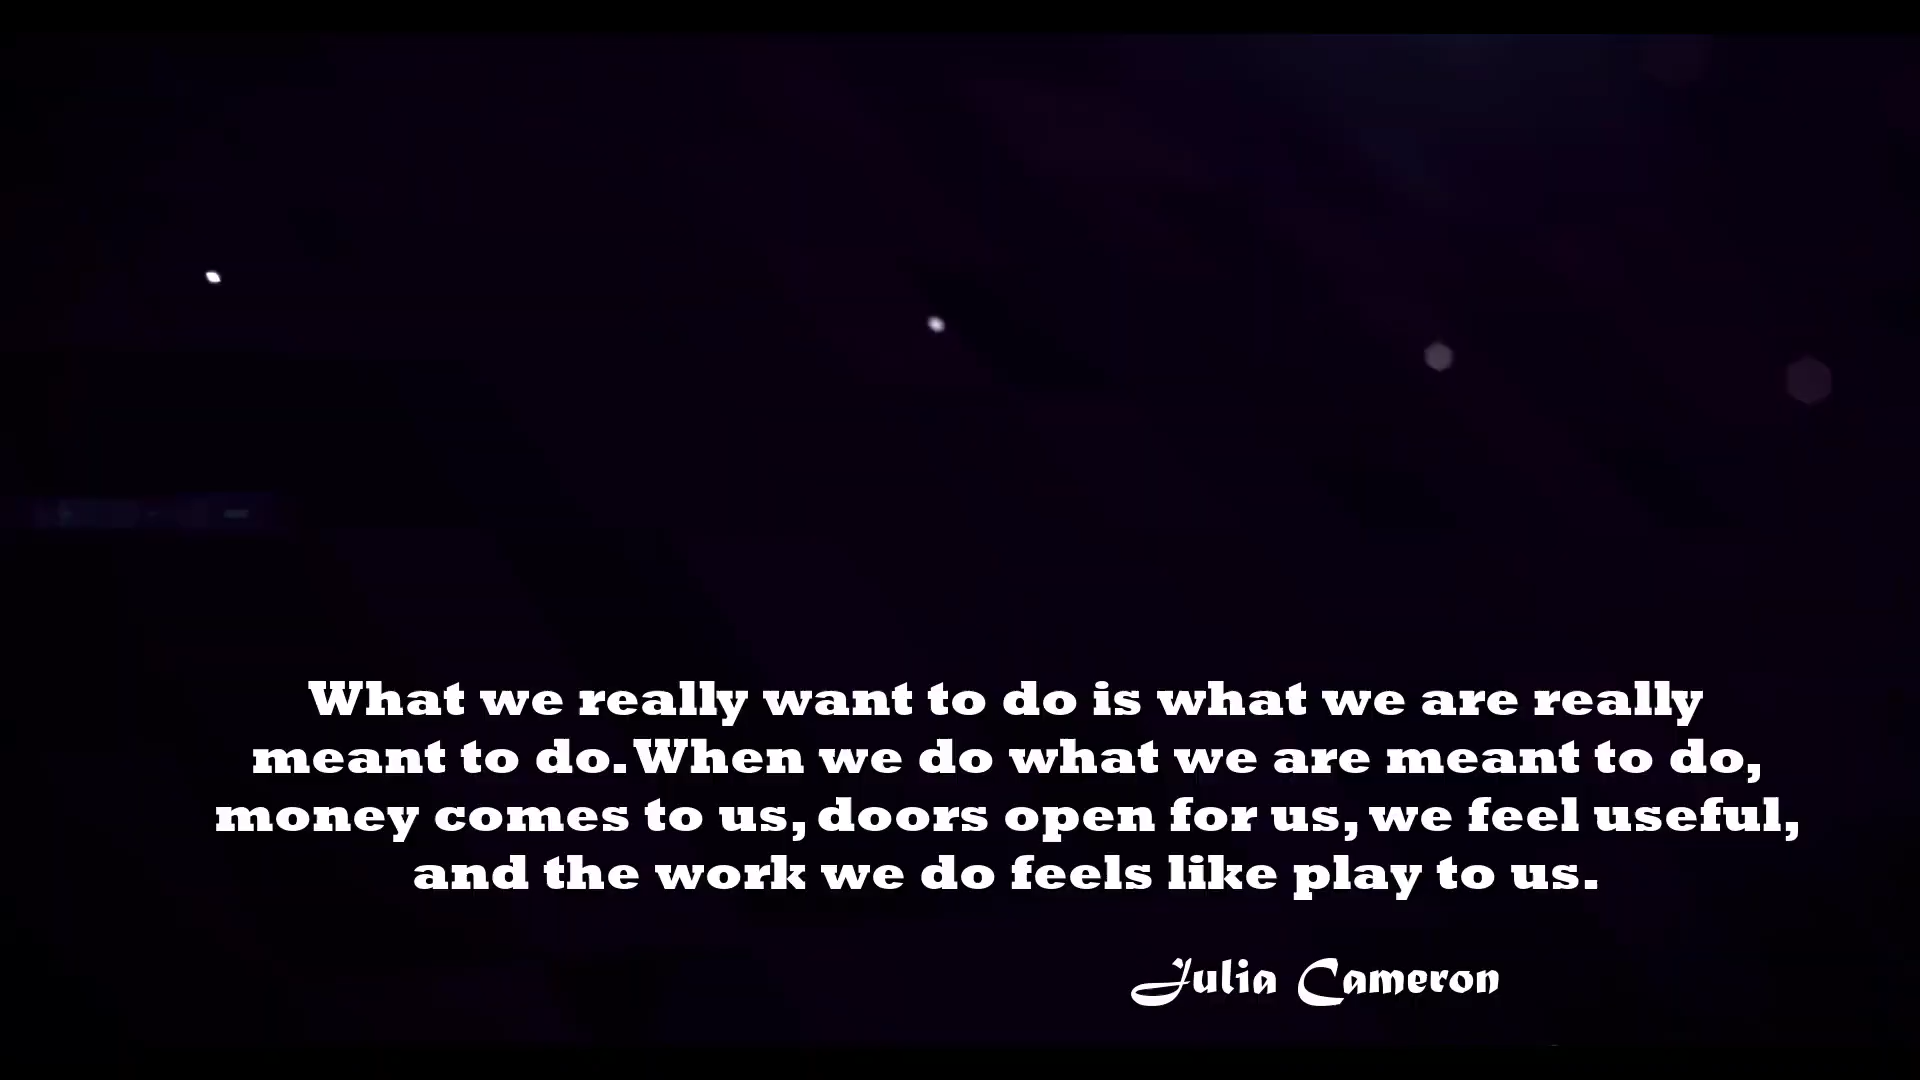 What we really want to do is what we are really
meant to do. When we do what we are meant to do,
money comes to us, doors open for us, we feel useful,
and the work we do feels like play to us.
Julia Cameron